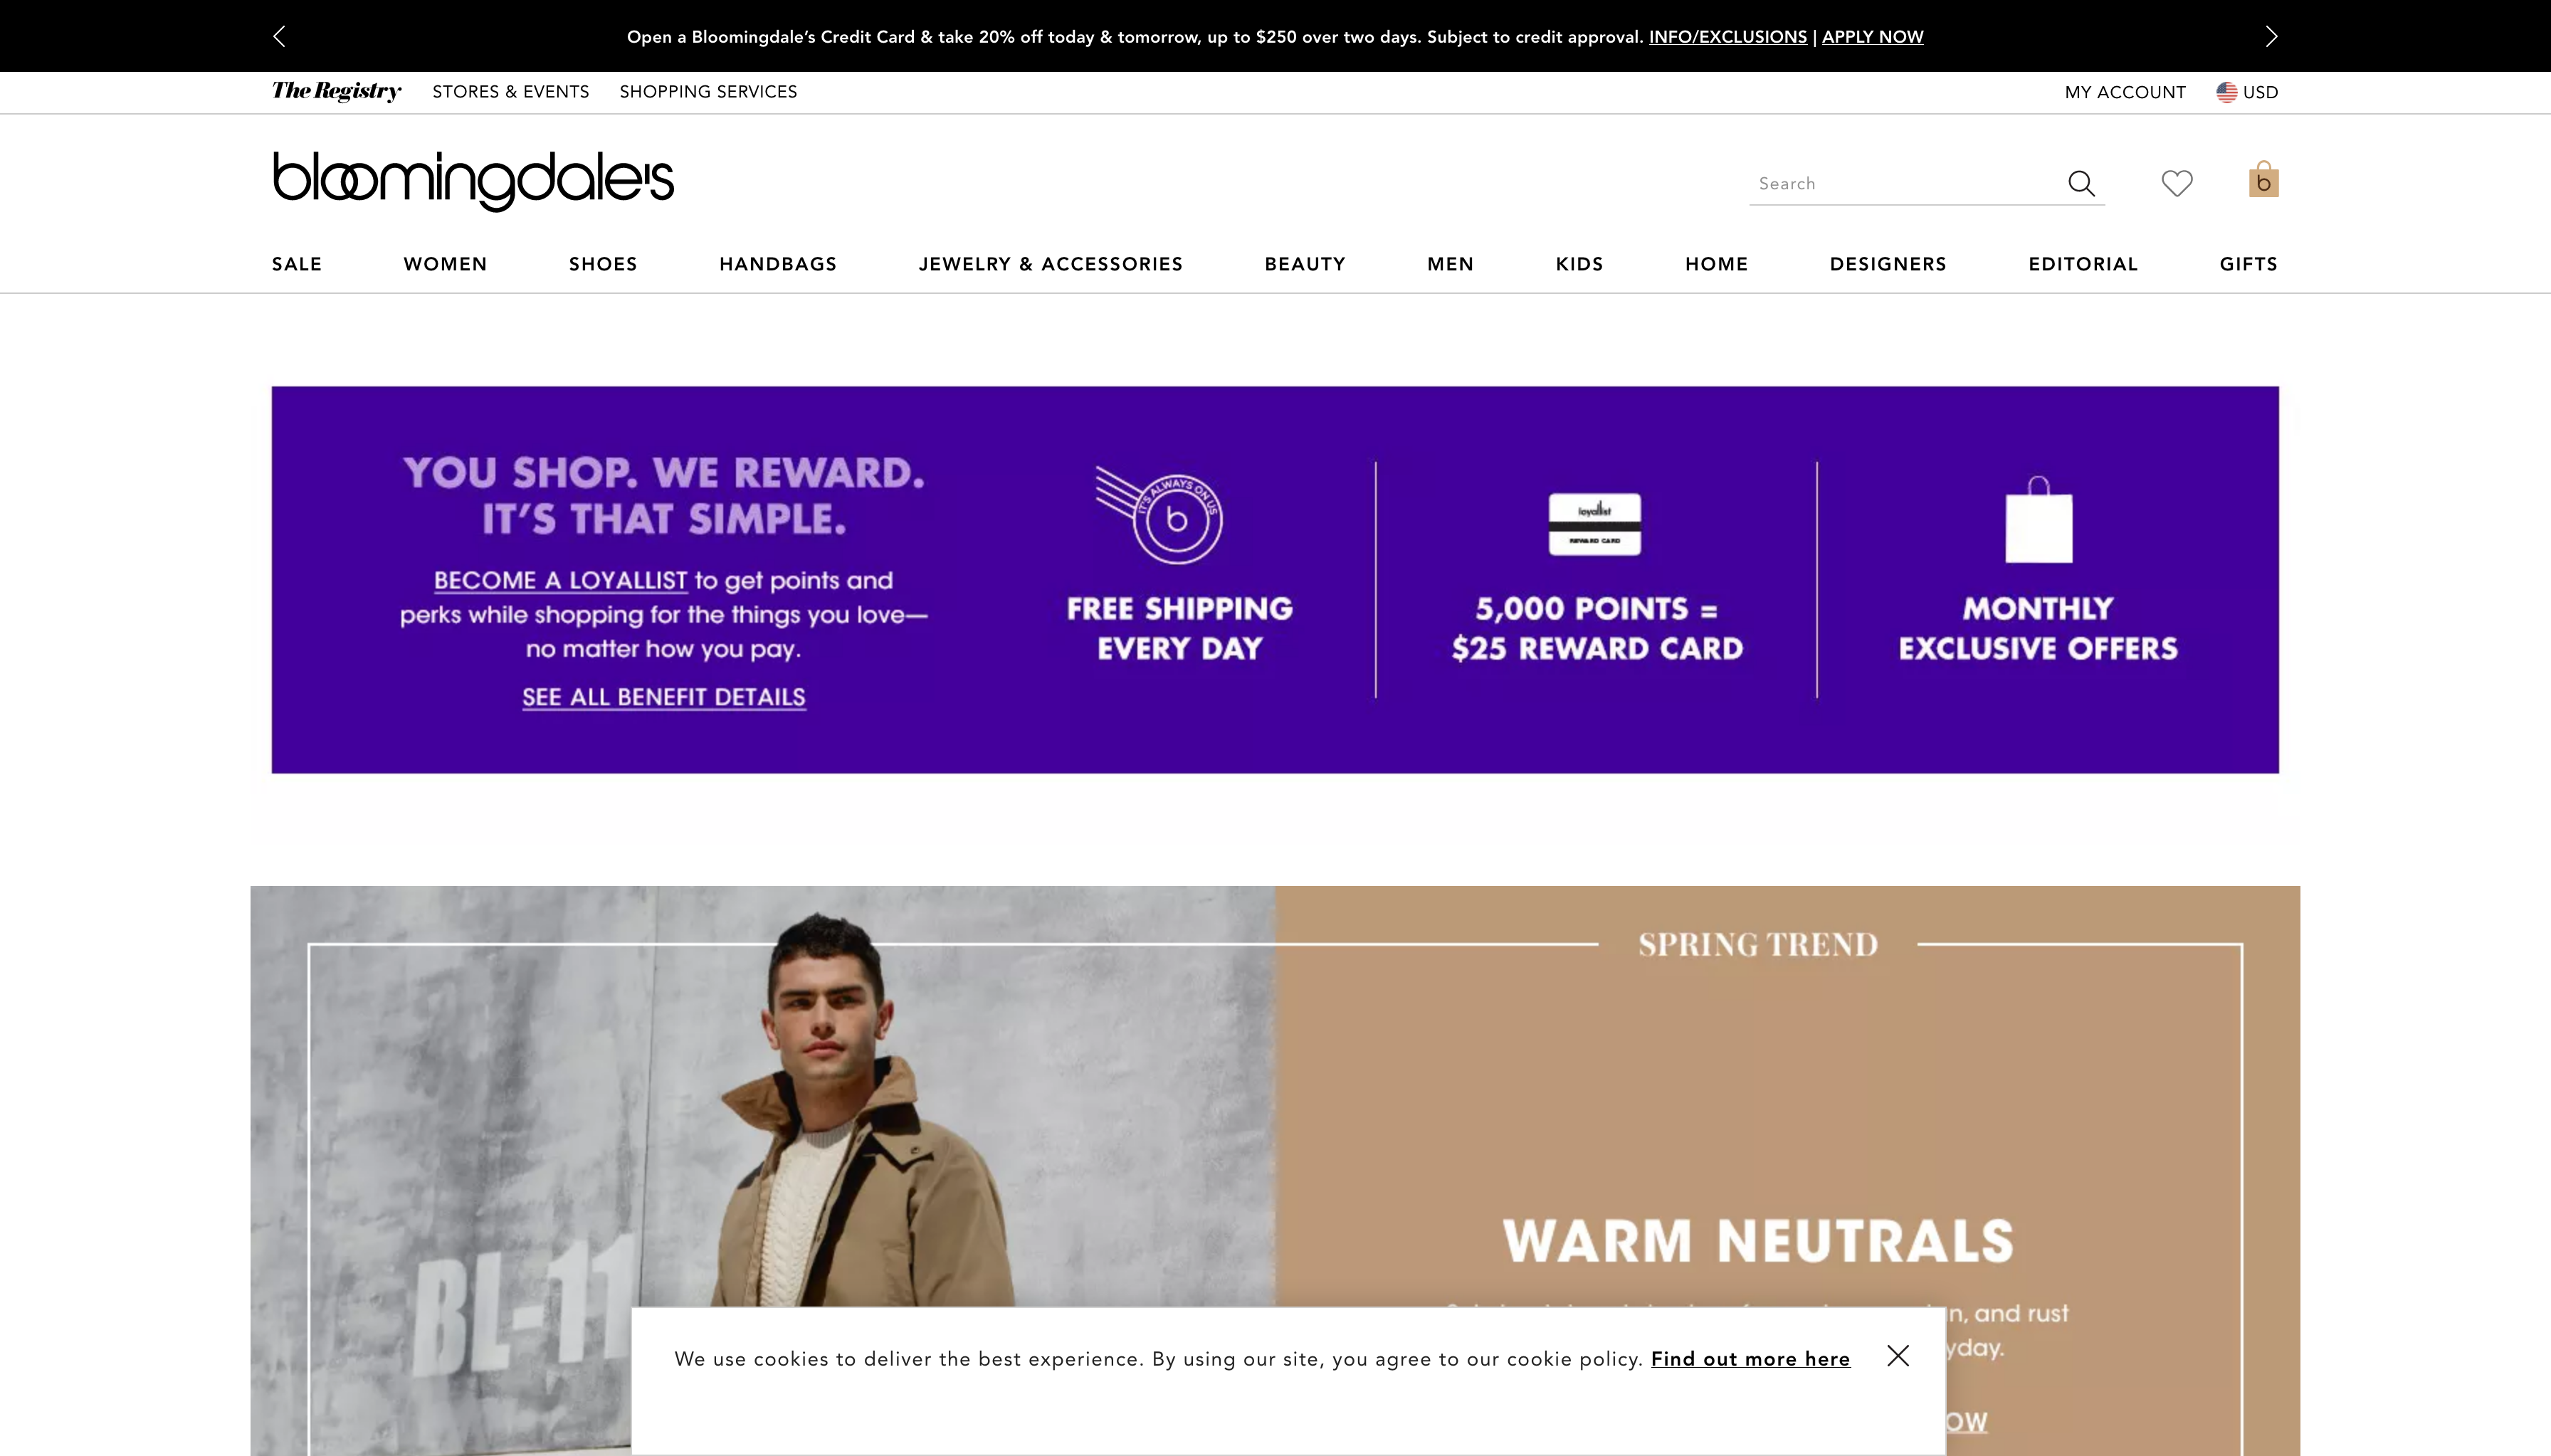 Open a Bloomingdale's Credit Card & take 20% off today & tomorrow, up to $250 over two days. Subject to credit approval. INFO/EXCLUSIONS | APPLY NOW
The Registry STORES & EVENTS SHOPPING SERVICES MY ACCOUNT USD
bloomingdale's Search b
SALE WOMEN SHOES HANDBAGS JEWELRY & ACCESSORIES BEAUTY MEN KIDS HOME DESIGNERS EDITORIAL GIFTS
YOU SHOP. WE REWARD.
IT'S THAT SIMPLE.
BECOME A LOYALLIST to get points and
perks while shopping for the things you love—
no matter how you pay.
SEE ALL BENEFIT DETAILS
IT'S ALWAYS ON US
b
FREE SHIPPING
EVERY DAY
loyallist
REWARD CARD
5,000 POINTS =
$25 REWARD CARD
MONTHLY
EXCLUSIVE OFFERS
SPRING TREND
WARM NEUTRALS
and rust
BL-11
We use cookies to deliver the best experience. By using our site, you agree to our cookie policy. Find out more here